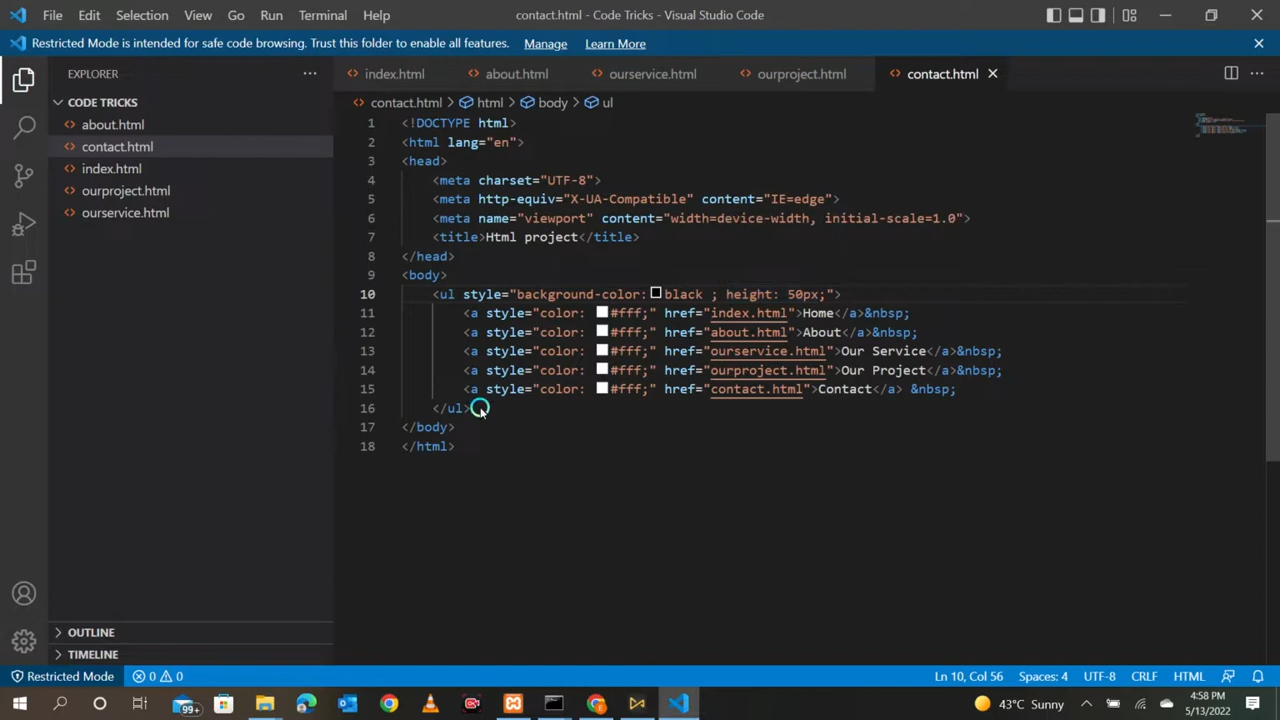 File Edit Selection View Go Run Terminal Help contact.html - Code Tricks - Visual Studio Code
Restricted Mode is intended for safe code browsing. Trust this folder to enable all features. Manage Learn More
EXPLORER
CODE TRICKS
about.html
contact.html
index.html
ourproject.html
ourservice.html
OUTLINE
TIMELINE
index.html about.html ourservice.html ourproject.html contact.html
contact.html > html > body > ul
1 <!DOCTYPE html>
2 <html lang="en">
3 <head>
4 <meta charset="UTF-8">
5 <meta http-equiv="X-UA-Compatible" content="IE=edge">
6 <meta name="viewport" content="width=device-width, initial-scale=1.0">
7 <title>Html project</title>
8 </head>
9 <body>
10 <ul style="background-color: black ; height: 50px;">
11 <a style="color: #fff;" href="index.html">Home</a>&nbsp;
12 <a style="color: #fff;" href="about.html">About</a>&nbsp;
13 <a style="color: #fff;" href="ourservice.html">Our Service</a>&nbsp;
14 <a style="color: #fff;" href="ourproject.html">Our Project</a>&nbsp;
15 <a style="color: #fff;" href="contact.html">Contact</a> &nbsp;
16 </ul>
17 </body>
18 </html>
Restricted Mode 0 0 Ln 10, Col 56 Spaces: 4 UTF-8 CRLF HTML
99+ 43°C Sunny 4:58 PM
5/13/2022